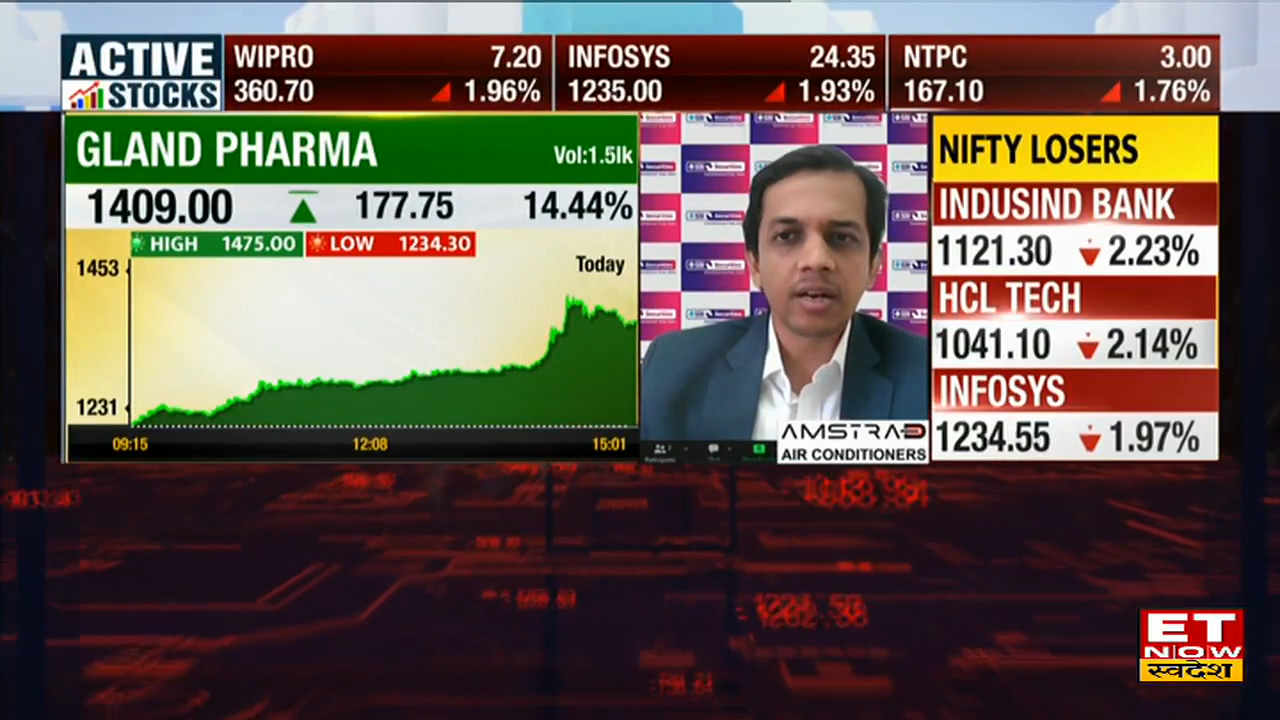 ACTIVE
STOCKS
WIPRO 7.20
360.70 1.96%
INFOSYS 24.35
1235.00 1.93%
NTPC 3.00
167.10 1.76%
GLAND PHARMA Vol:1.5lk
1409.00 177.75 14.44%
HIGH 1475.00 LOW 1234.30
1453
Today
1231
09:15 12:08 15:01
AMSTRAD
AIR CONDITIONERS
NIFTY LOSERS
INDUSIND BANK
1121.30 2.23%
HCL TECH
1041.10 2.14%
INFOSYS
1234.55 1.97%
ET
NOW
स्वदेश